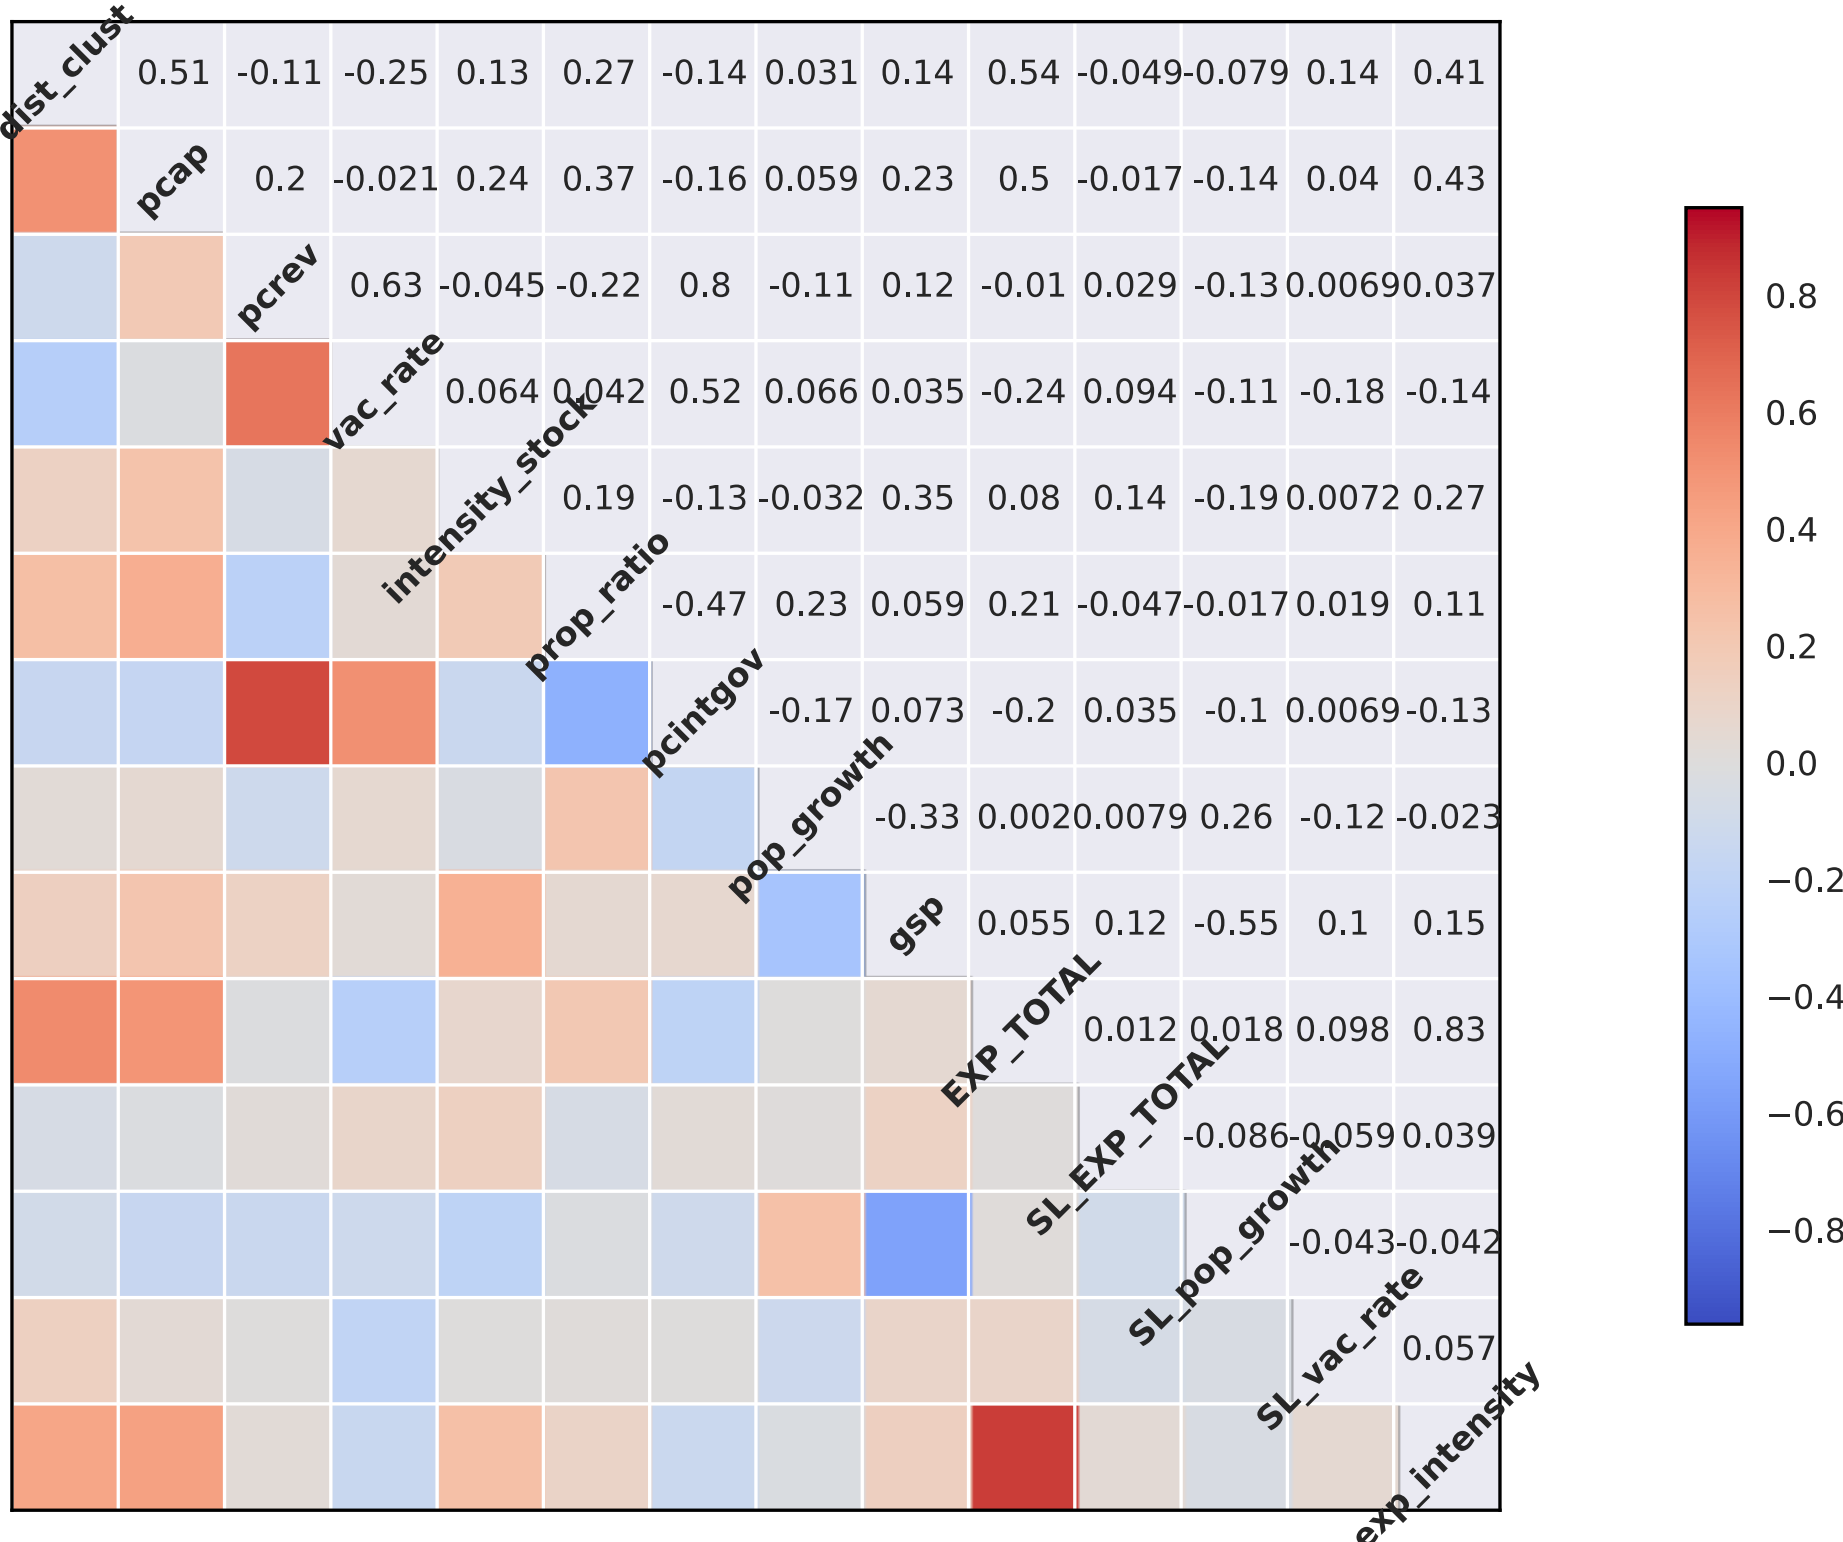 dist_clust 0.51 -0.11 -0.25 0.13 0.27 -0.14 0.031 0.14 0.54 -0.049 -0.079 0.14 0.41
pcap 0.2 -0.021 0.24 0.37 -0.16 0.059 0.23 0.5 -0.017 -0.14 0.04 0.43
pcrev 0.63 -0.045 -0.22 0.8 -0.11 0.12 -0.01 0.029 -0.13 0.0069 0.037
vac_rate 0.064 0.042 0.52 0.066 0.035 -0.24 0.094 -0.11 -0.18 -0.14
intensity_stock 0.19 -0.13 -0.032 0.35 0.08 0.14 -0.19 0.0072 0.27
prop_ratio -0.47 0.23 0.059 0.21 -0.047 -0.017 0.019 0.11
pcintgov -0.17 0.073 -0.2 0.035 -0.1 0.0069 -0.13
pop_growth -0.33 0.002 0.0079 0.26 -0.12 -0.023
gsp 0.055 0.12 -0.55 0.1 0.15
EXP_TOTAL 0.012 0.018 0.098 0.83
SL_EXP_TOTAL -0.086 -0.059 0.039
SL_pop_growth -0.043 -0.042
SL_vac_rate 0.057
exp_intensity
0.8
0.6
0.4
0.2
0.0
−0.2
−0.4
−0.6
−0.8